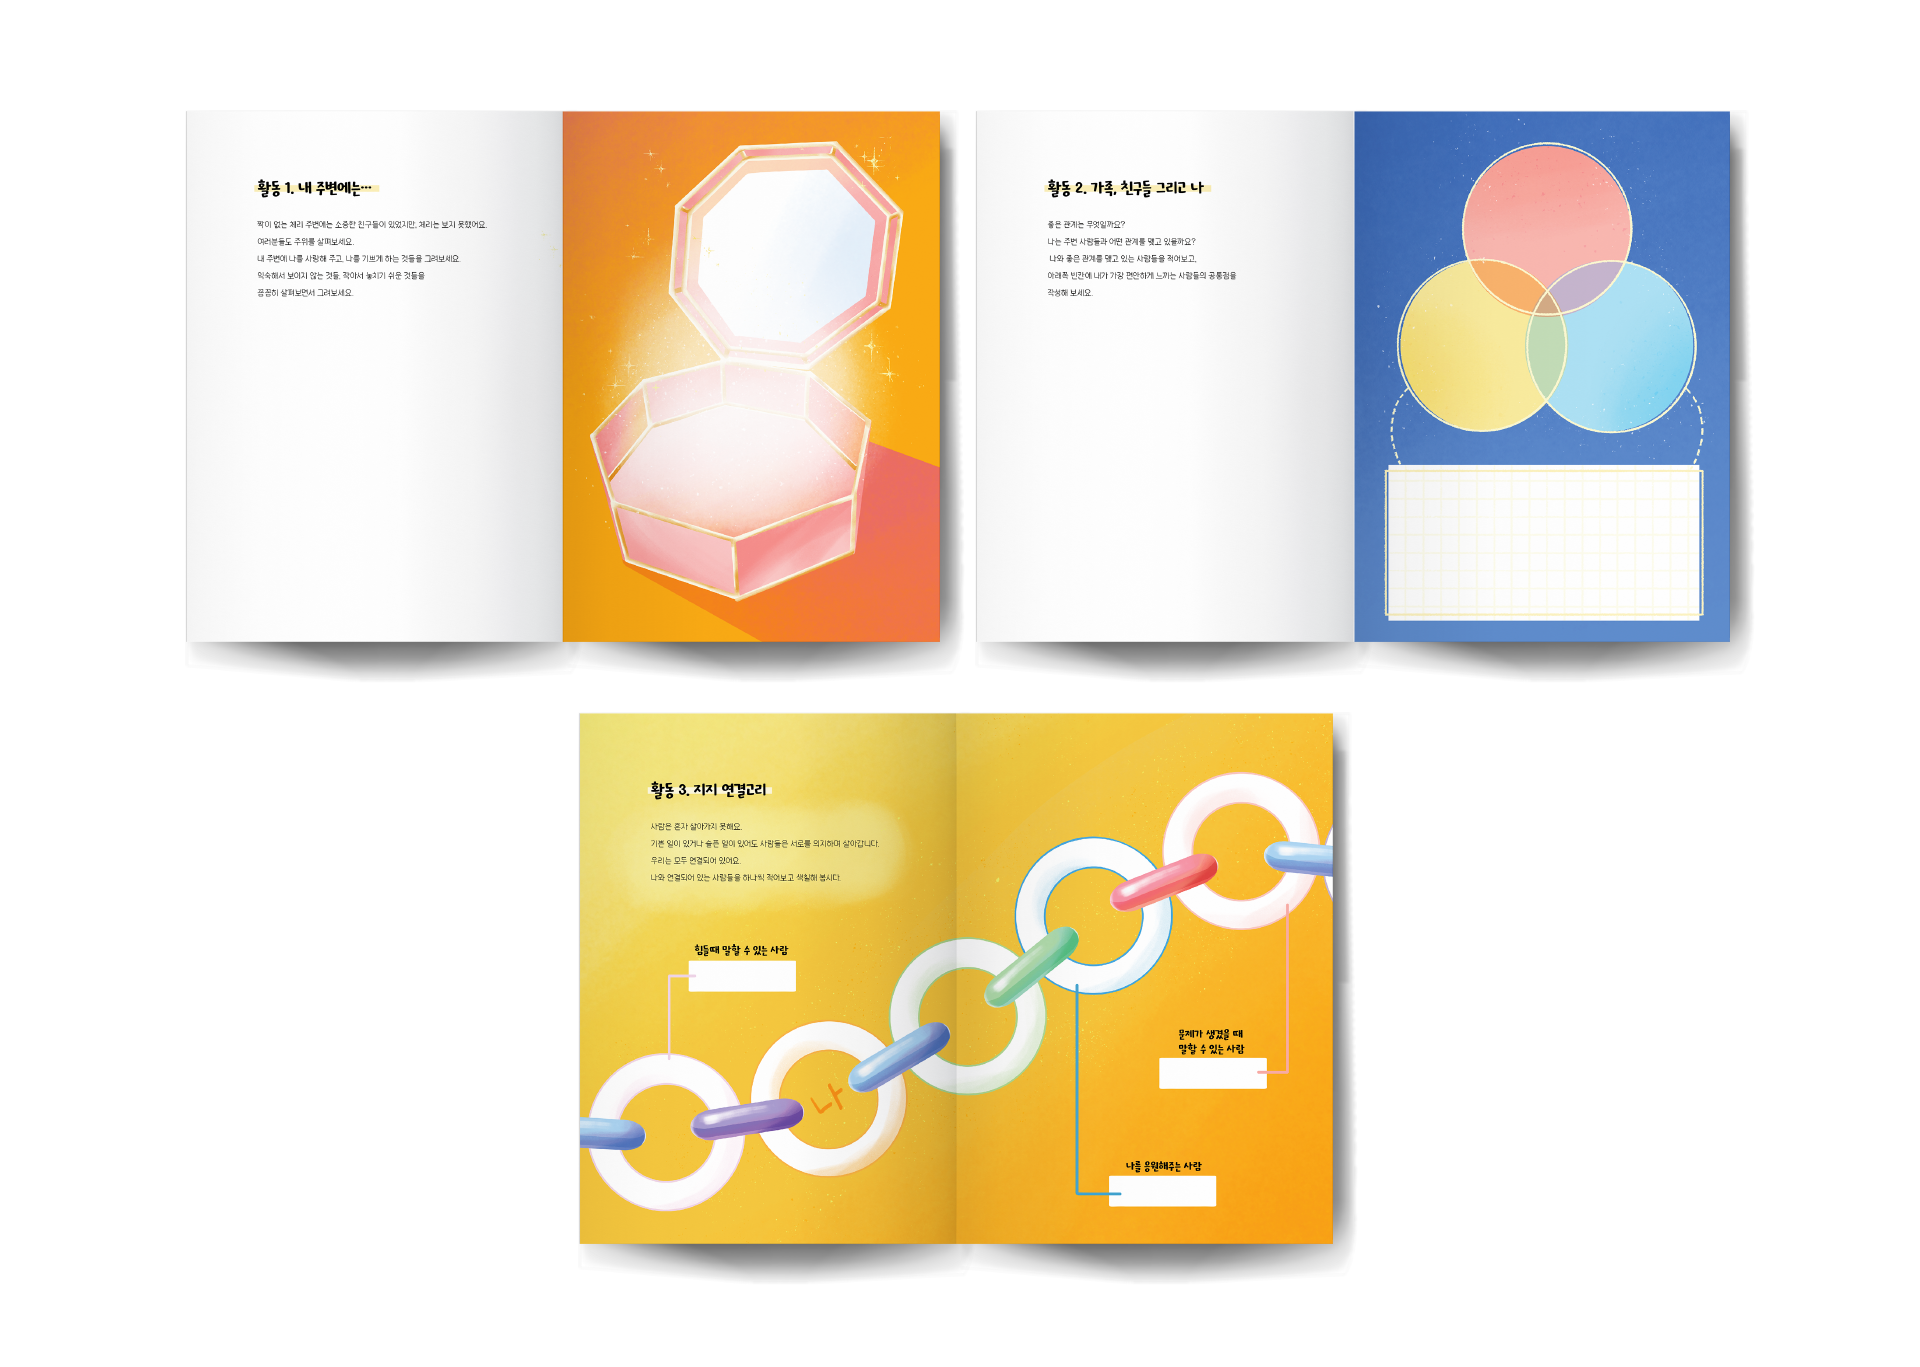 활동 1. 내 주변에는…
짝이 없는 체리 주변에는 소중한 친구들이 있었지만, 체리는 보지 못했어요.
여러분들도 주위를 살펴보세요.
내 주변에 나를 사랑해 주고, 나를 기쁘게 하는 것들을 그려보세요.
익숙해서 보이지 않는 것들, 작아서 놓치기 쉬운 것들을
꼼꼼히 살펴보면서 그려보세요.
활동 2. 가족, 친구들 그리고 나
좋은 관계는 무엇일까요?
나는 주변 사람들과 어떤 관계를 맺고 있을까요?
나와 좋은 관계를 맺고 있는 사람들을 적어보고,
아래쪽 빈칸에 내가 가장 편안하게 느끼는 사람들의 공통점을
작성해 보세요.
활동 3. 지지 연결고리
사람은 혼자 살아가지 못해요.
기쁜 일이 있거나 슬픈 일이 있어도 사람들은 서로를 의지하며 살아갑니다.
우리는 모두 연결되어 있어요.
나와 연결되어 있는 사람들을 하나씩 적어보고 색칠해 봅시다.
힘들때 말할 수 있는 사람
나
문제가 생겼을 때
말할 수 있는 사람
나를 응원해주는 사람